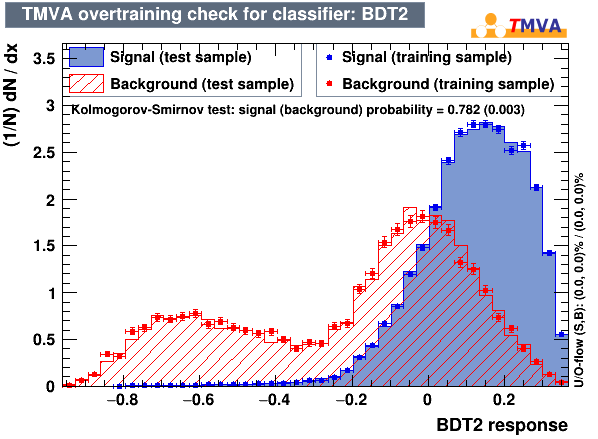 TMVA overtraining check for classifier: BDT2
TMVA
(1/N) dN / dx
Signal (test sample)
Background (test sample)
Signal (training sample)
Background (training sample)
Kolmogorov-Smirnov test: signal (background) probability = 0.782 (0.003)
3.5
3
2.5
2
1.5
1
0.5
0
−0.8
−0.6
−0.4
−0.2
0
0.2
BDT2 response
U/O-flow (S,B): (0.0, 0.0)% / (0.0, 0.0)%